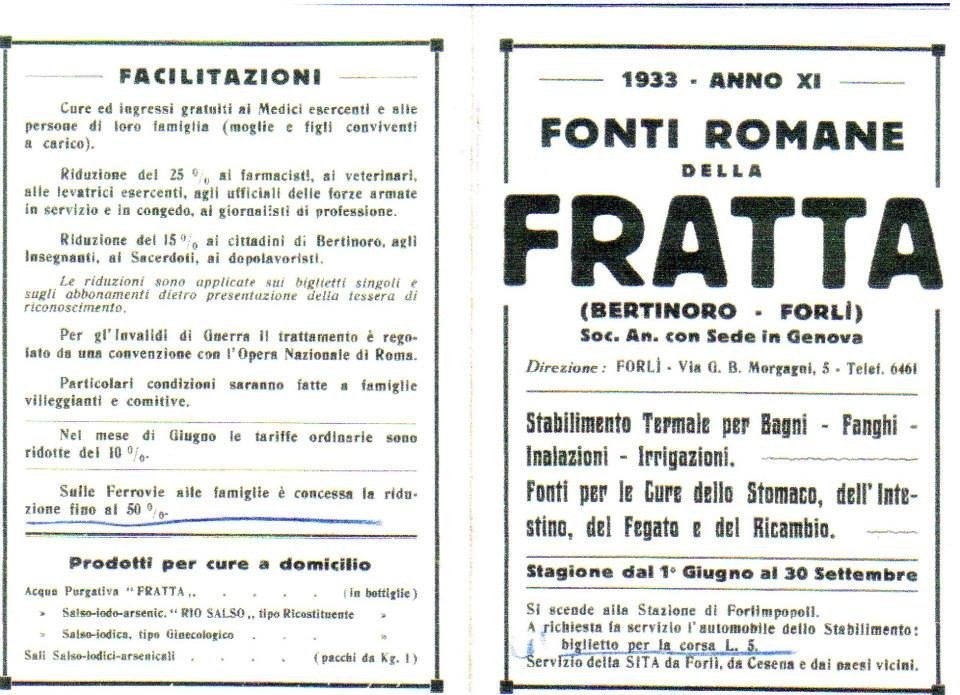 FACILITAZIONI
Cure ed ingressi gratuiti ai Medici esercenti e alle
persone di loro famiglia (moglie e figli conviventi
a carico).
Riduzione del 25 % ai farmacisti, ai veterinari,
alle levatrici esercenti, agli ufficiali delle forze armate
in servizio e in congedo, ai giornalisti di professione.
Riduzione del 15 % ai cittadini di Bertinoro, agli
Insegnanti, ai Sacerdoti, ai dopolavoristi.
Le riduzioni sono applicate sui biglietti singoli e
sugli abbonamenti dietro presentazione della tessera di
riconoscimento.
Per gl'Invalidi di Guerra il trattamento è rego-
lato da una convenzione con l'Opera Nazionale di Roma.
Particolari condizioni saranno fatte a famiglie
villeggianti e comitive.
Nel mese di Giugno le tariffe ordinarie sono
ridotte del 10 %.
Sulle Ferrovie alle famiglie è concessa la ridu-
zione fino al 50 %.
Prodotti per cure a domicilio
Acqua Purgativa "FRATTA„ . . . . (in bottiglie)
» Salso-iodo-arsenic. "RIO SALSO„, tipo Ricostituente »
» Salso-iodica, tipo Ginecologico . . . »
Sali Salso-iodici-arsenicali . . . . (pacchi da Kg. 1)
1933 - ANNO XI
FONTI ROMANE
DELLA
FRATTA
(BERTINORO - FORLÌ)
Soc. An. con Sede in Genova
Direzione: FORLÌ - Via G. B. Morgagni, 5 - Telef. 6461
Stabilimento Termale per Bagni - Fanghi -
Inalazioni - Irrigazioni.
Fonti per le Cure dello Stomaco, dell'Inte-
stino, del Fegato e del Ricambio.
Stagione dal 1° Giugno al 30 Settembre
Si scende alla Stazione di Forlimpopoli.
A richiesta fa servizio l'automobile dello Stabilimento:
biglietto per la corsa L. 5.
Servizio della SITA da Forlì, da Cesena e dai paesi vicini.